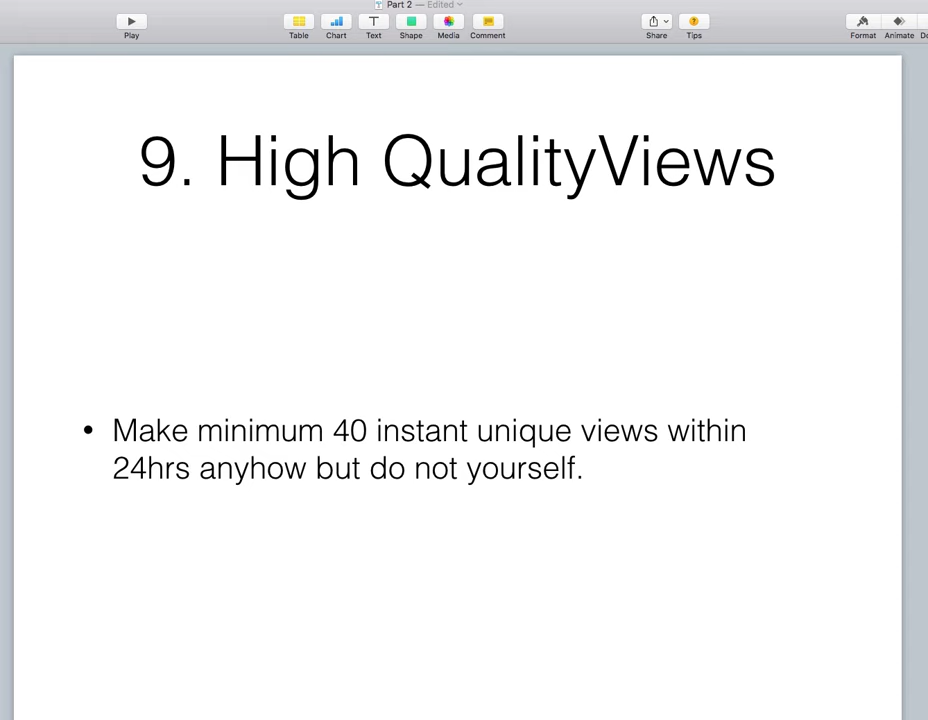 Part 2 — Edited
Play
Table
Chart
Text
Shape
Media
Comment
Share
Tips
Format
Animate
9. High QualityViews
• Make minimum 40 instant unique views within
24hrs anyhow but do not yourself.